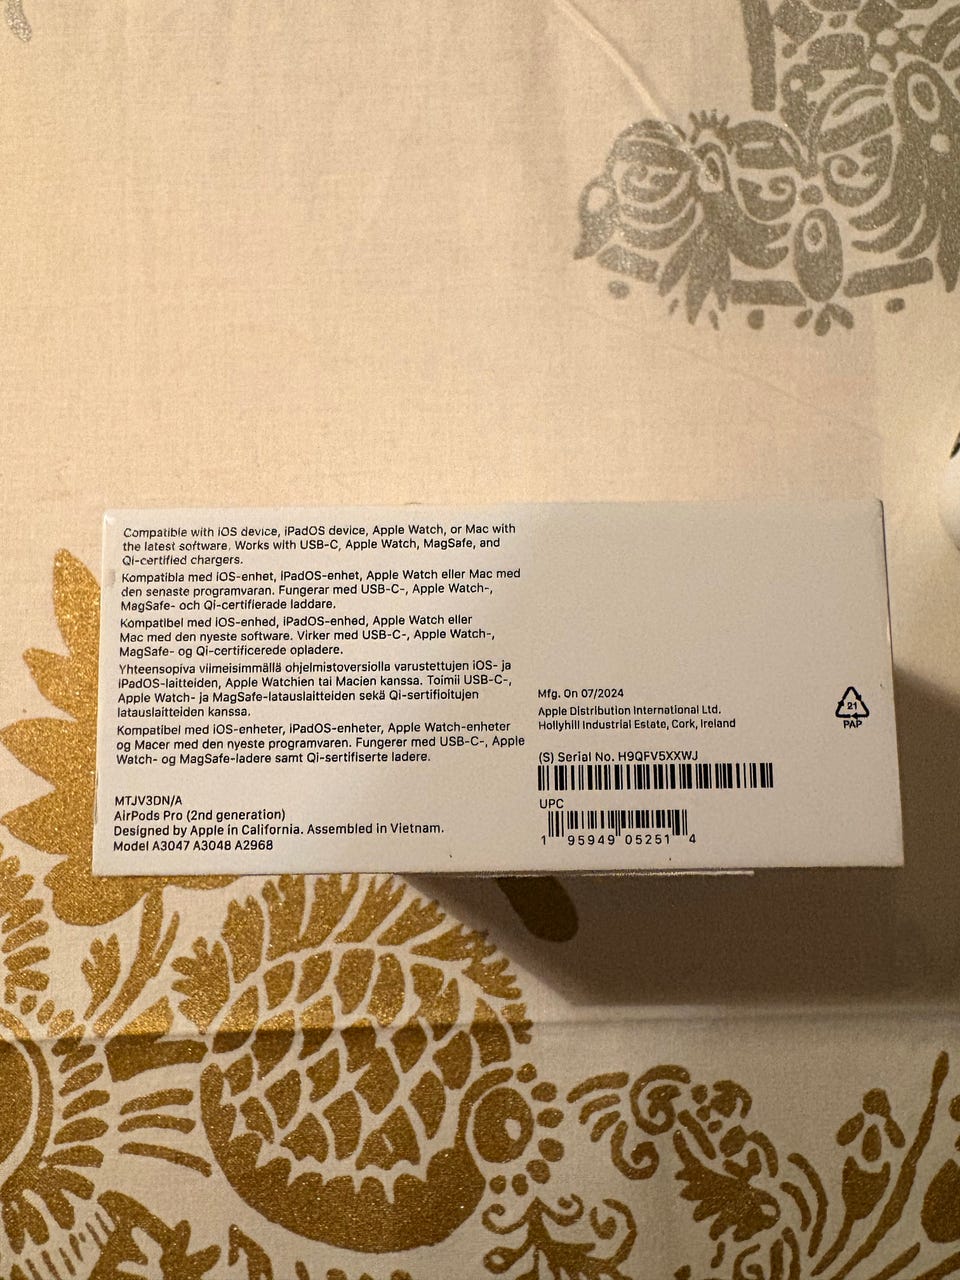 Compatible with iOS device, iPadOS device, Apple Watch, or Mac with
the latest software. Works with USB-C, Apple Watch, MagSafe, and
Qi-certified chargers.
Kompatibla med iOS-enhet, iPadOS-enhet, Apple Watch eller Mac med
den senaste programvaran. Fungerar med USB-C-, Apple Watch-,
MagSafe- och Qi-certifierade laddare.
Kompatibel med iOS-enhed, iPadOS-enhed, Apple Watch eller
Mac med den nyeste software. Virker med USB-C-, Apple Watch-,
MagSafe- og Qi-certificerede opladere.
Yhteensopiva viimeisimmällä ohjelmistoversiolla varustettujen iOS- ja
iPadOS-laitteiden, Apple Watchien tai Macien kanssa. Toimii USB-C-,
Apple Watch- ja MagSafe-latauslaitteiden sekä Qi-sertifioitujen
latauslaitteiden kanssa.
Kompatibel med iOS-enheter, iPadOS-enheter, Apple Watch-enheter
og Macer med den nyeste programvaren. Fungerer med USB-C-, Apple
Watch- og MagSafe-ladere samt Qi-sertifiserte ladere.
MTJV3DN/A
AirPods Pro (2nd generation)
Designed by Apple in California. Assembled in Vietnam.
Model A3047 A3048 A2968
Mfg. On 07/2024
Apple Distribution International Ltd.
Hollyhill Industrial Estate, Cork, Ireland
(S) Serial No. H9QFV5XXWJ
UPC
1 95949 05251 4
21
PAP